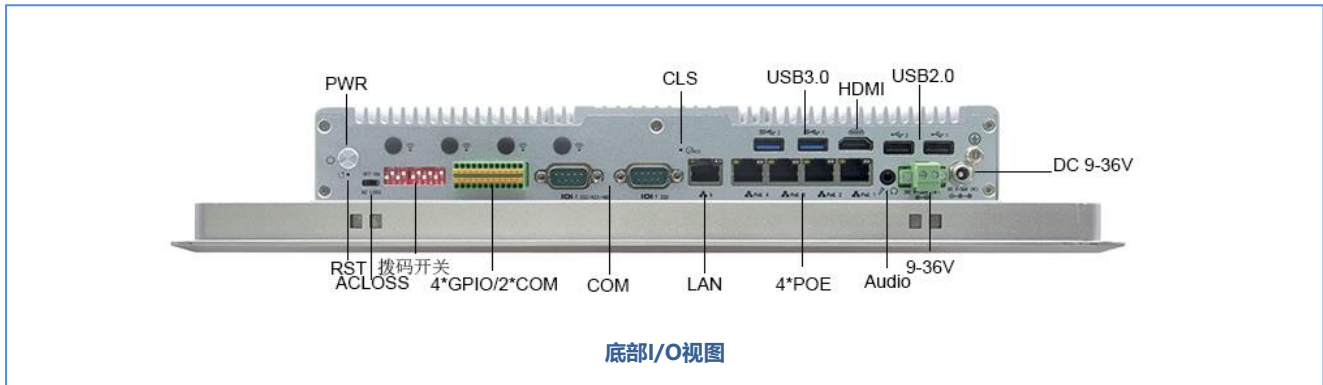 PWR
CLS
USB3.0
HDMI
USB2.0
DC 9-36V
RST
拨码开关
ACLOSS
4*GPIO/2*COM
COM
LAN
4*POE
Audio
9-36V
底部I/O视图